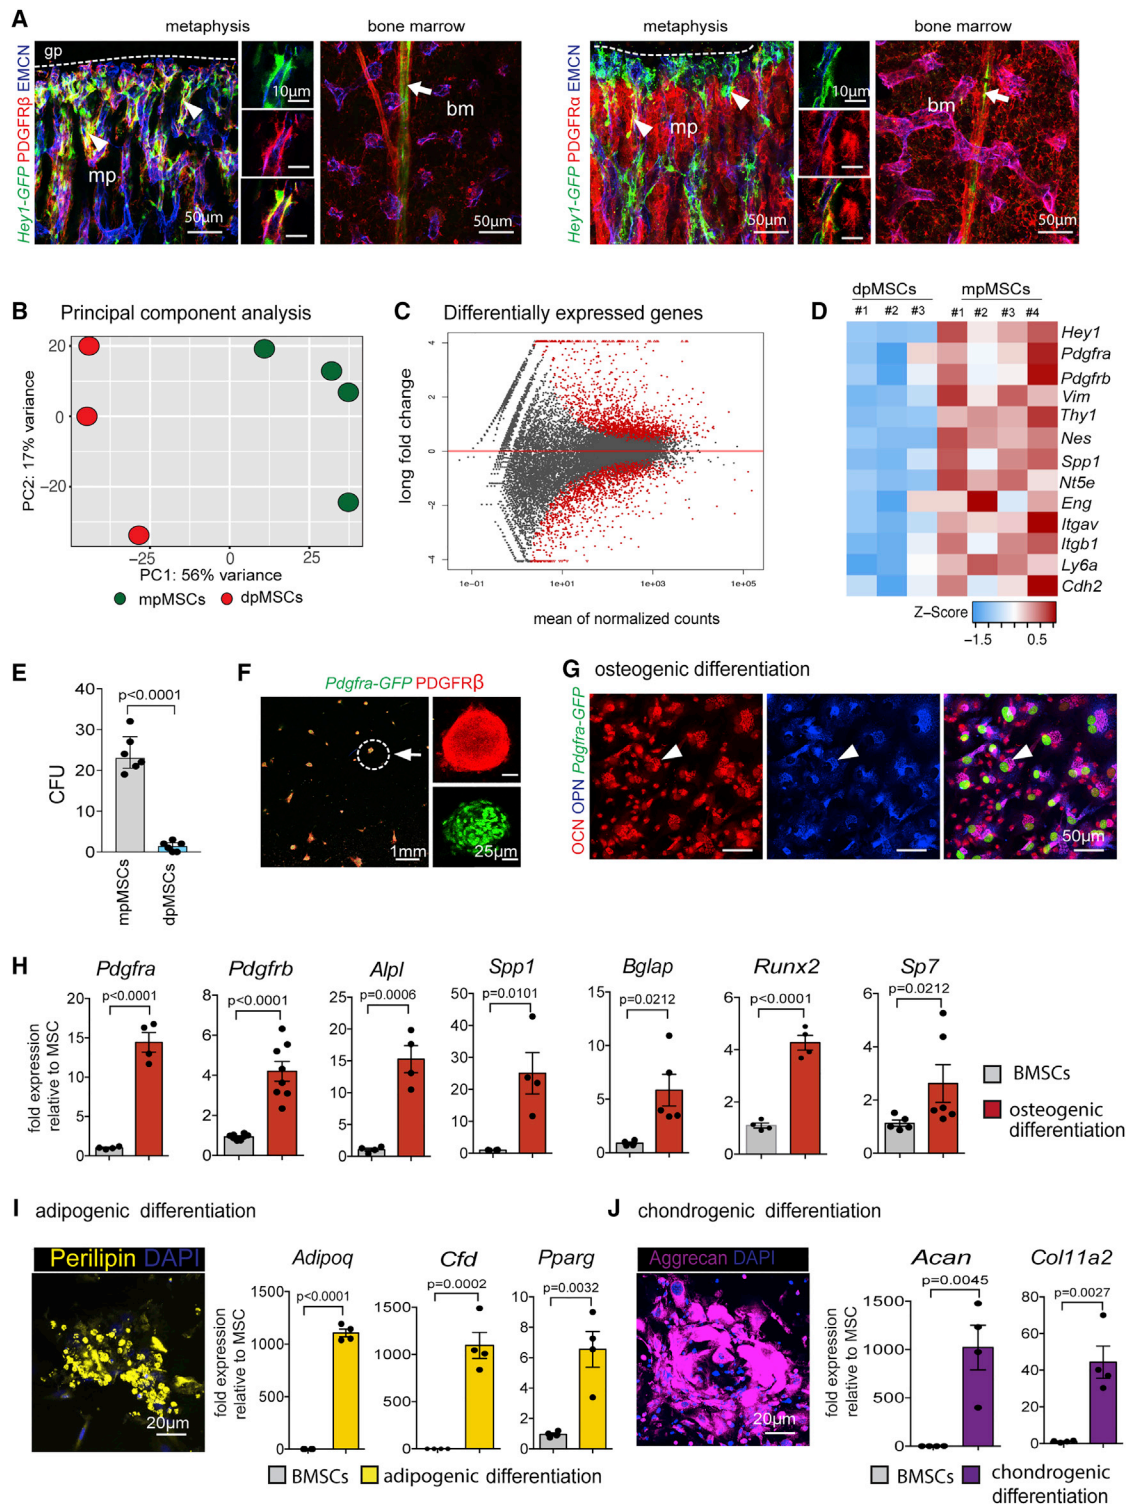 A
metaphysis
bone marrow
metaphysis
bone marrow
Hey1-GFP PDGFRβ EMCN
gp
mp
50µm
10µm
bm
50µm
Hey1-GFP PDGFRα EMCN
mp
50µm
10µm
bm
50µm
B Principal component analysis
PC2: 17% variance
20
0
−20
−25
0
25
PC1: 56% variance
mpMSCs dpMSCs
C Differentially expressed genes
long fold change
4
2
0
-2
-4
1e−01
1e+01
1e+03
1e+05
mean of normalized counts
D
dpMSCs
mpMSCs
#1 #2 #3 #1 #2 #3 #4
Hey1
Pdgfra
Pdgfrb
Vim
Thy1
Nes
Spp1
Nt5e
Eng
Itgav
Itgb1
Ly6a
Cdh2
Z−Score
−1.5 0.5
E
p<0.0001
CFU
40
30
20
10
0
mpMSCs
dpMSCs
F
Pdgfra-GFP PDGFRβ
1mm
25µm
G osteogenic differentiation
OCN OPN Pdgfra-GFP
50µm
H
fold expression
relative to MSC
Pdgfra
p<0.0001
20
15
10
5
0
Pdgfrb
p<0.0001
8
6
4
2
0
Alpl
p=0.0006
25
20
15
10
5
0
Spp1
p=0.0101
50
40
30
20
10
0
Bglap
p=0.0212
15
10
5
0
Runx2
p<0.0001
6
4
2
0
Sp7
p=0.0212
6
4
2
0
BMSCs
osteogenic
differentiation
I adipogenic differentiation
Perilipin DAPI
20µm
fold expression
relative to MSC
Adipoq
p<0.0001
1500
1000
500
0
Cfd
p=0.0002
1500
1000
500
0
Pparg
p=0.0032
10
8
6
4
2
0
BMSCs adipogenic differentiation
J chondrogenic differentiation
Aggrecan DAPI
20µm
fold expression
relative to MSC
Acan
p=0.0045
1500
1000
500
0
Col11a2
p=0.0027
80
60
40
20
0
BMSCs chondrogenic
differentiation